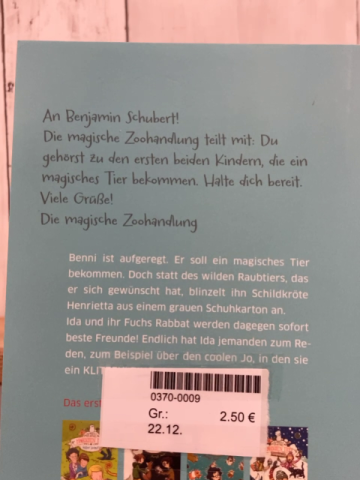 An Benjamin Schubert!
Die magische Zoohandlung teilt mit: Du
gehörst zu den ersten beiden Kindern, die ein
magisches Tier bekommen. Halte dich bereit.
Viele Grüße!
Die magische Zoohandlung
Benni ist aufgeregt. Er soll ein magisches Tier
bekommen. Doch statt des wilden Raubtiers, das
er sich gewünscht hat, blinzelt ihn Schildkröte
Henrietta aus einem grauen Schuhkarton an.
Ida und ihr Fuchs Rabbat werden dagegen sofort
beste Freunde! Endlich hat Ida jemanden zum Re-
den, zum Beispiel über den coolen Jo, in den sie
ein
Das
0370-0009
Gr.: 2.50 €
22.12.